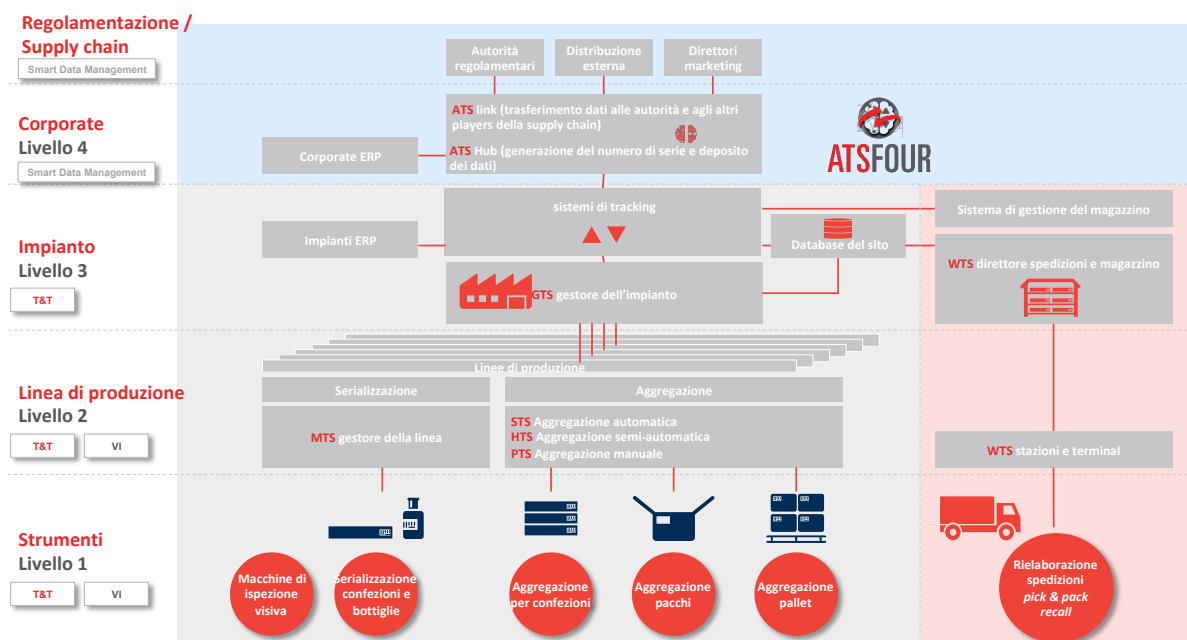 Regolamentazione /
Supply chain
Smart Data Management
Autorità
regolamentari
Distribuzione
esterna
Direttori
marketing
Corporate
Livello 4
Smart Data Management
Corporate ERP
ATS link (trasferimento dati alle autorità e agli altri
players della supply chain)
ATS Hub (generazione del numero di serie e deposito
dei dati)
ATSFOUR
Impianto
Livello 3
T&T
Impianti ERP
sistemi di tracking
Database del sito
GTS gestore dell'impianto
Sistema di gestione del magazzino
WTS direttore spedizioni e magazzino
Linea di produzione
Livello 2
T&T
VI
Linee di produzione
Serializzazione
Aggregazione
MTS gestore della linea
STS Aggregazione automatica
HTS Aggregazione semi-automatica
PTS Aggregazione manuale
WTS stazioni e terminal
Strumenti
Livello 1
T&T
VI
Macchine di
ispezione
visiva
Serializzazione
confezioni e
bottiglie
Aggregazione
per confezioni
Aggregazione
pacchi
Aggregazione
pallet
Rielaborazione
spedizioni
pick & pack
recall